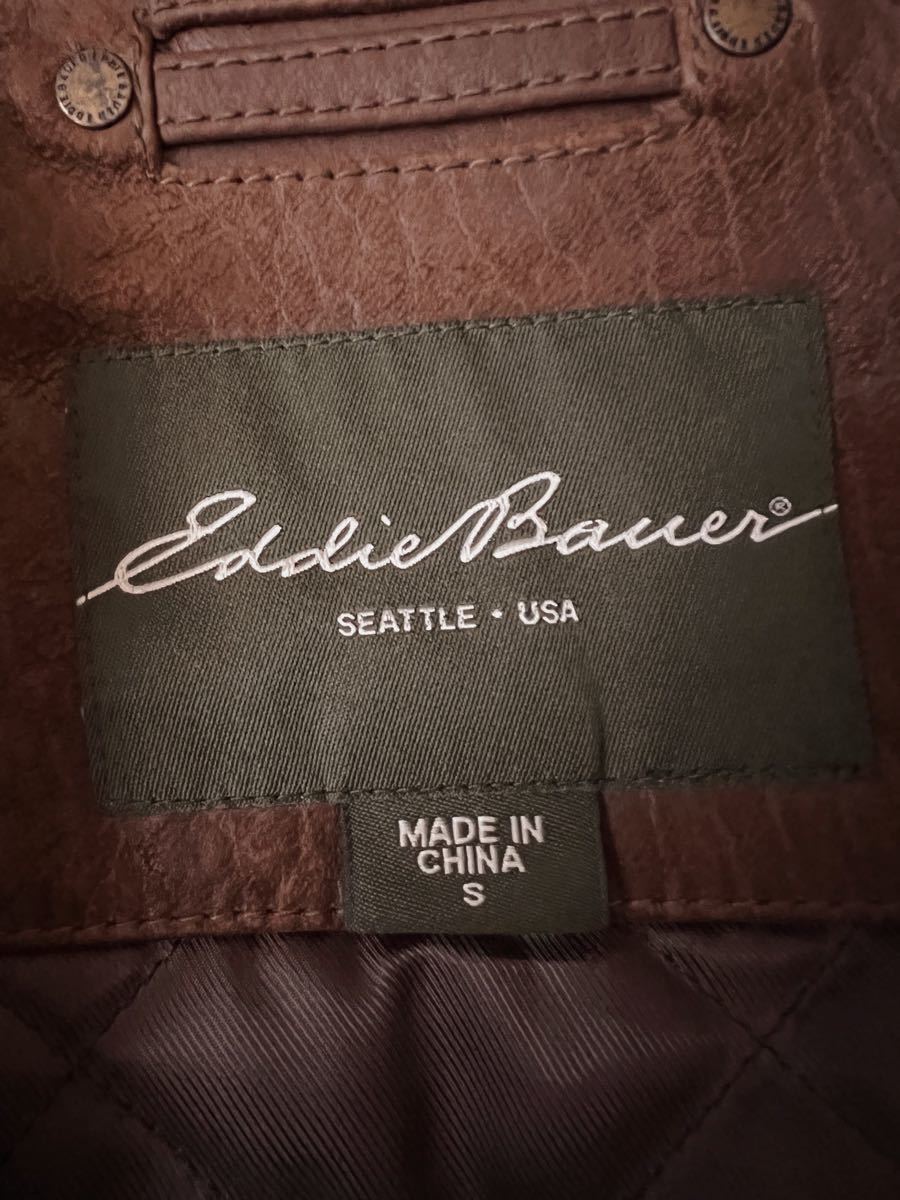 Eddie Bauer®
SEATTLE • USA
MADE IN
CHINA
S